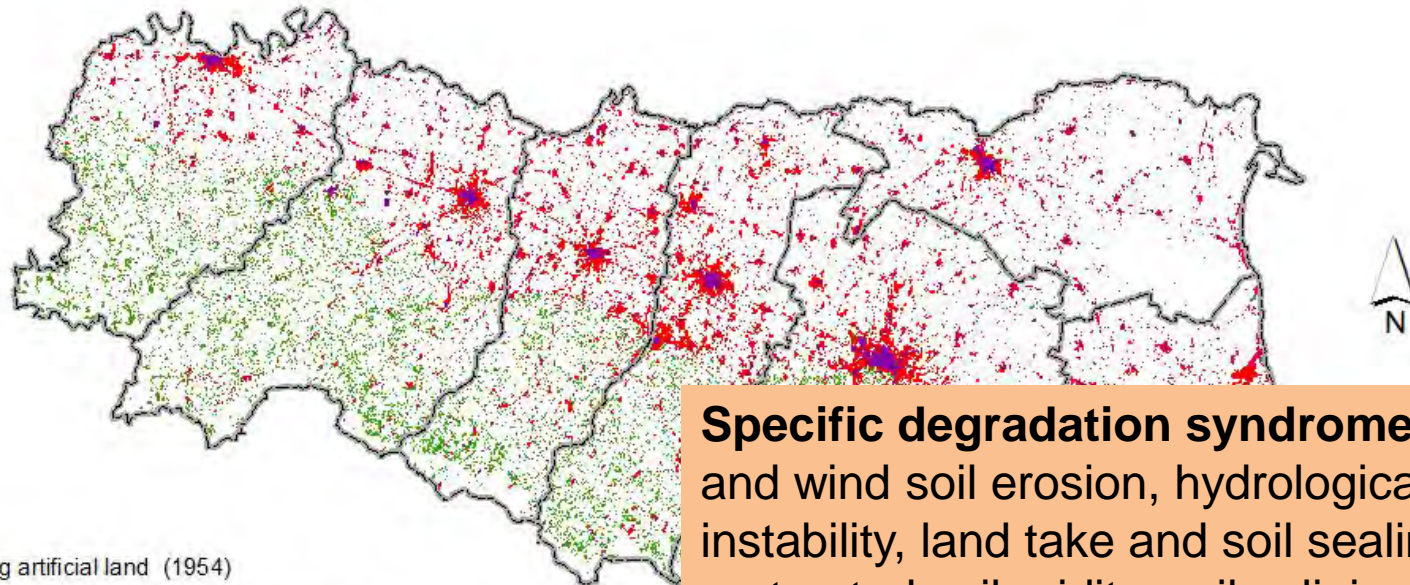 N
Specific degradation syndrome
and wind soil erosion, hydrologica
instability, land take and soil sealin
g artificial land (1954)